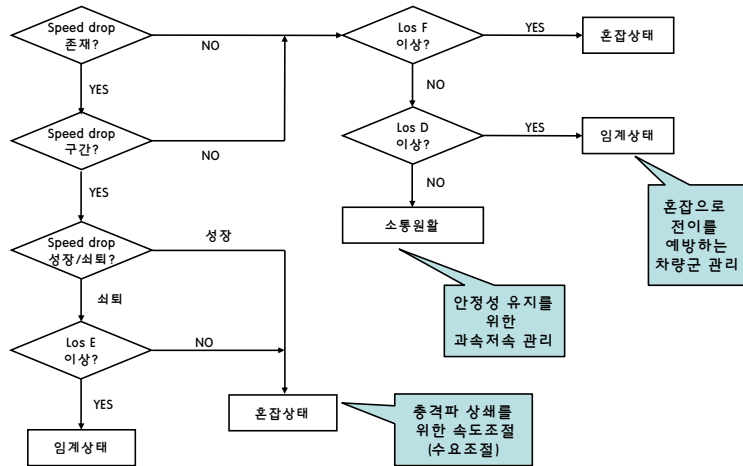 Speed drop
존재?
NO
YES
Los F
이상?
YES
혼잡상태
NO
Speed drop
구간?
NO
YES
Los D
이상?
YES
임계상태
NO
소통원활
혼잡으로
전이를
예방하는
차량군 관리
Speed drop
성장/쇠퇴?
성장
쇠퇴
안정성 유지를
위한
과속저속 관리
Los E
이상?
NO
YES
혼잡상태
충격파 상쇄를
위한 속도조절
(수요조절)
임계상태